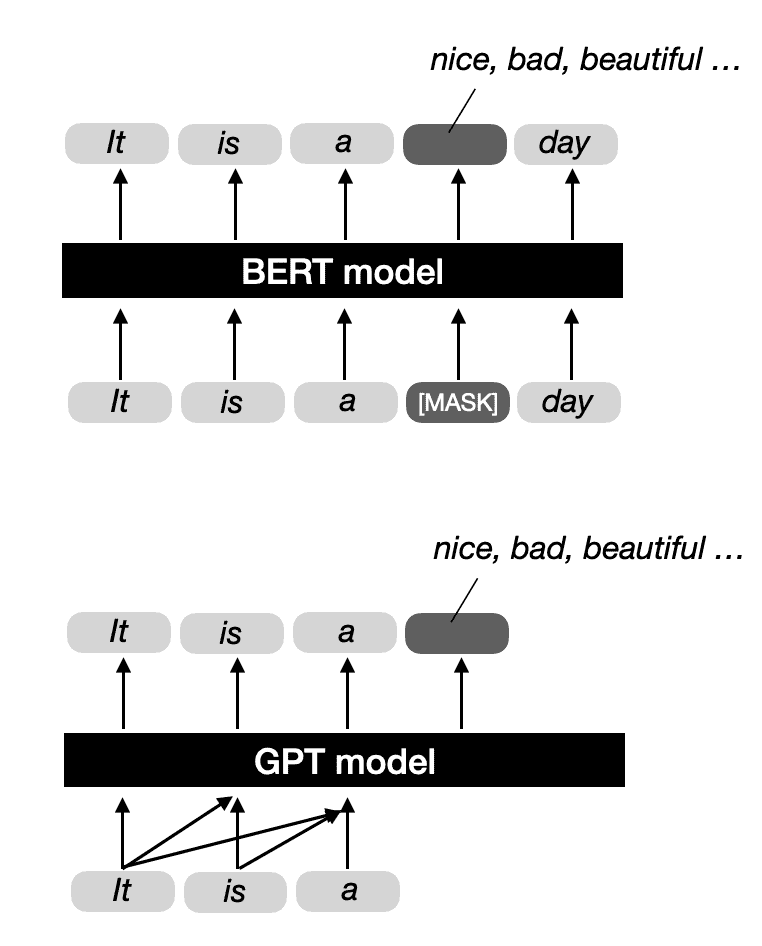 nice, bad, beautiful ...
It is a day
BERT model
It is a [MASK] day
nice, bad, beautiful ...
It is a
GPT model
It is a